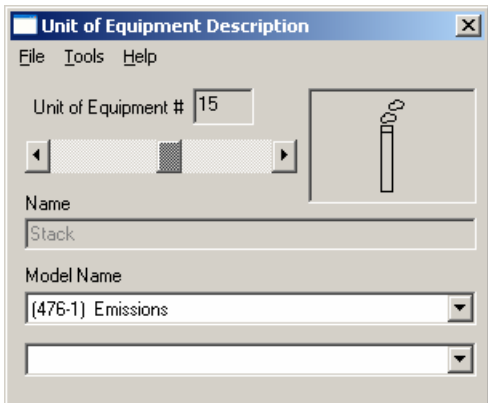 Unit of Equipment Description
File Tools Help
Unit of Equipment # 15
Name
Stack
Model Name
(476-1) Emissions